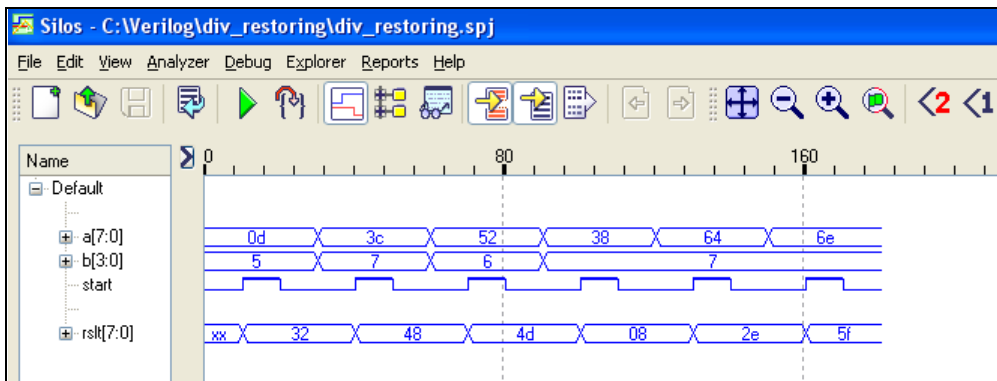 Silos - C:\Verilog\div_restoring\div_restoring.spj
File Edit View Analyzer Debug Explorer Reports Help
2 1
Name 0 80 160
Default
a[7:0] 0d 3c 52 38 64 6e
b[3:0] 5 7 6 7
start
rslt[7:0] xx 32 48 4d 08 2e 5f